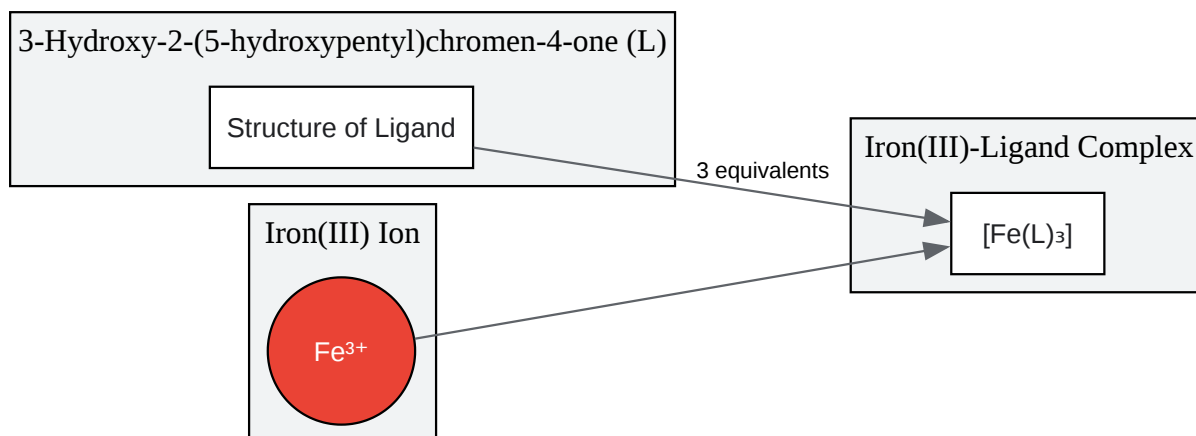 3-Hydroxy-2-(5-hydroxypentyl)chromen-4-one (L)
Structure of Ligand
3 equivalents
Iron(III)-Ligand Complex
[Fe(L)₃]
Iron(III) Ion
Fe³⁺